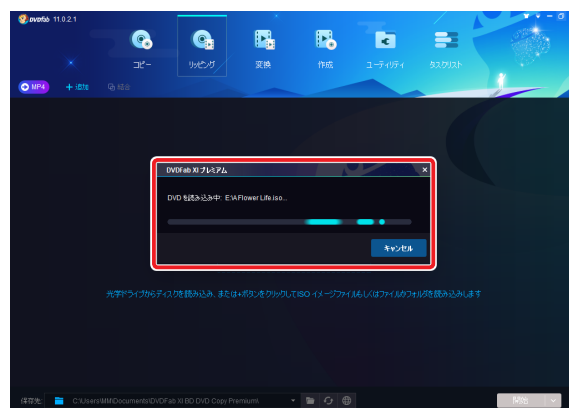 DVDFab 11.0.2.1
コピー
リッピング
変換
作成
ユーティリティ
タスクリスト
MP4
+ 追加
結合
DVDFab XI プレミアム
DVD を読み込み中: E:\AFlower Life.iso...
キャンセル
光学ドライブからディスクを読み込み、または+ボタンをクリックしてISO イメージファイルもしくはファイルかフォルダを読み込みします
保存先:
C:\Users\MM\Documents\DVDFab XI BD DVD Copy Premium\
開始